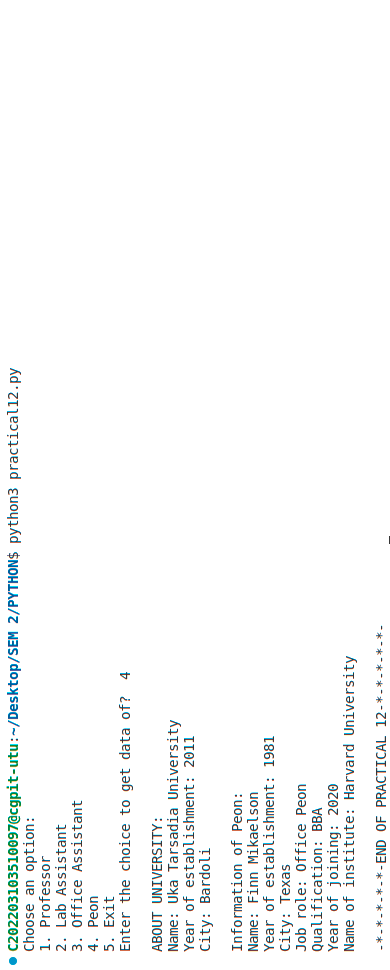 C202203103510097@cgpit-utu:~/Desktop/SEM 2/PYTHON$ python3 practical12.py
Choose an option:
1. Professor
2. Lab Assistant
3. Office Assistant
4. Peon
5. Exit
Enter the choice to get data of? 4
ABOUT UNIVERSITY:
Name: Uka Tarsadia University
Year of establishment: 2011
City: Bardoli
Information of Peon:
Name: Finn Mikaelson
Year of establishment: 1981
City: Texas
Job role: Office Peon
Qualification: BBA
Year of joining: 2020
Name of institute: Harvard University
-*-*-*-*-*-END OF PRACTICAL 12-*-*-*-*-*-*-